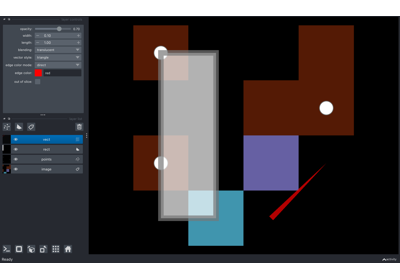 opacity:
width:
length:
blending: translucent
vector style: triangle
edge color mode: direct
edge color: red
out of slice:
vect
vect
points
image
Ready
activity